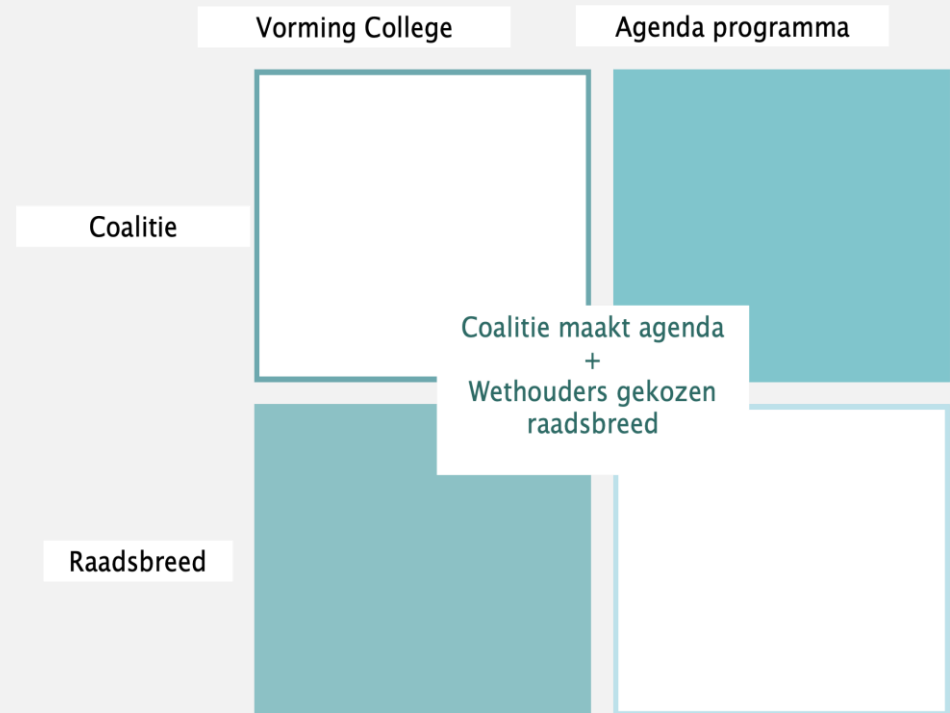 Vorming College
Agenda programma
Coalitie
Coalitie maakt agenda
+
Wethouders gekozen
raadsbreed
Raadsbreed